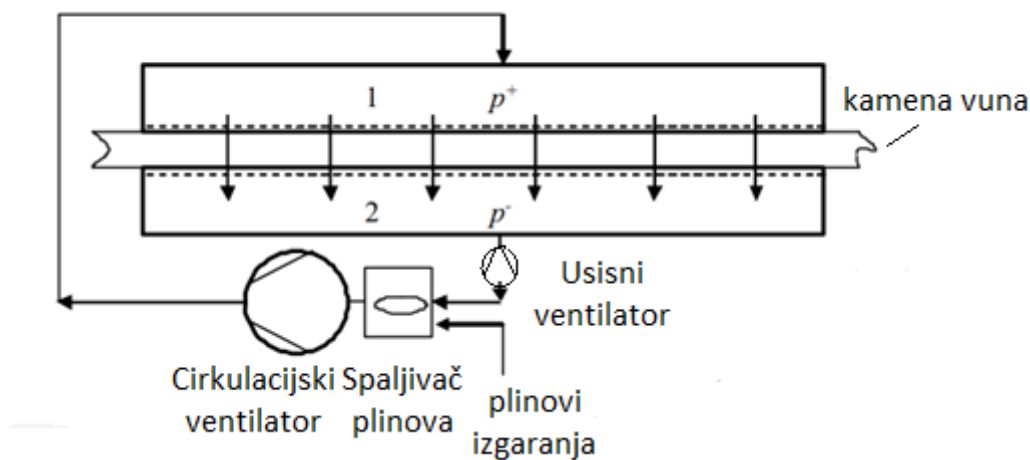 1
p+
kamena vuna
2
p-
Usisni
ventilator
Cirkulacijski
ventilator
Spaljivač
plinova
plinovi
izgaranja